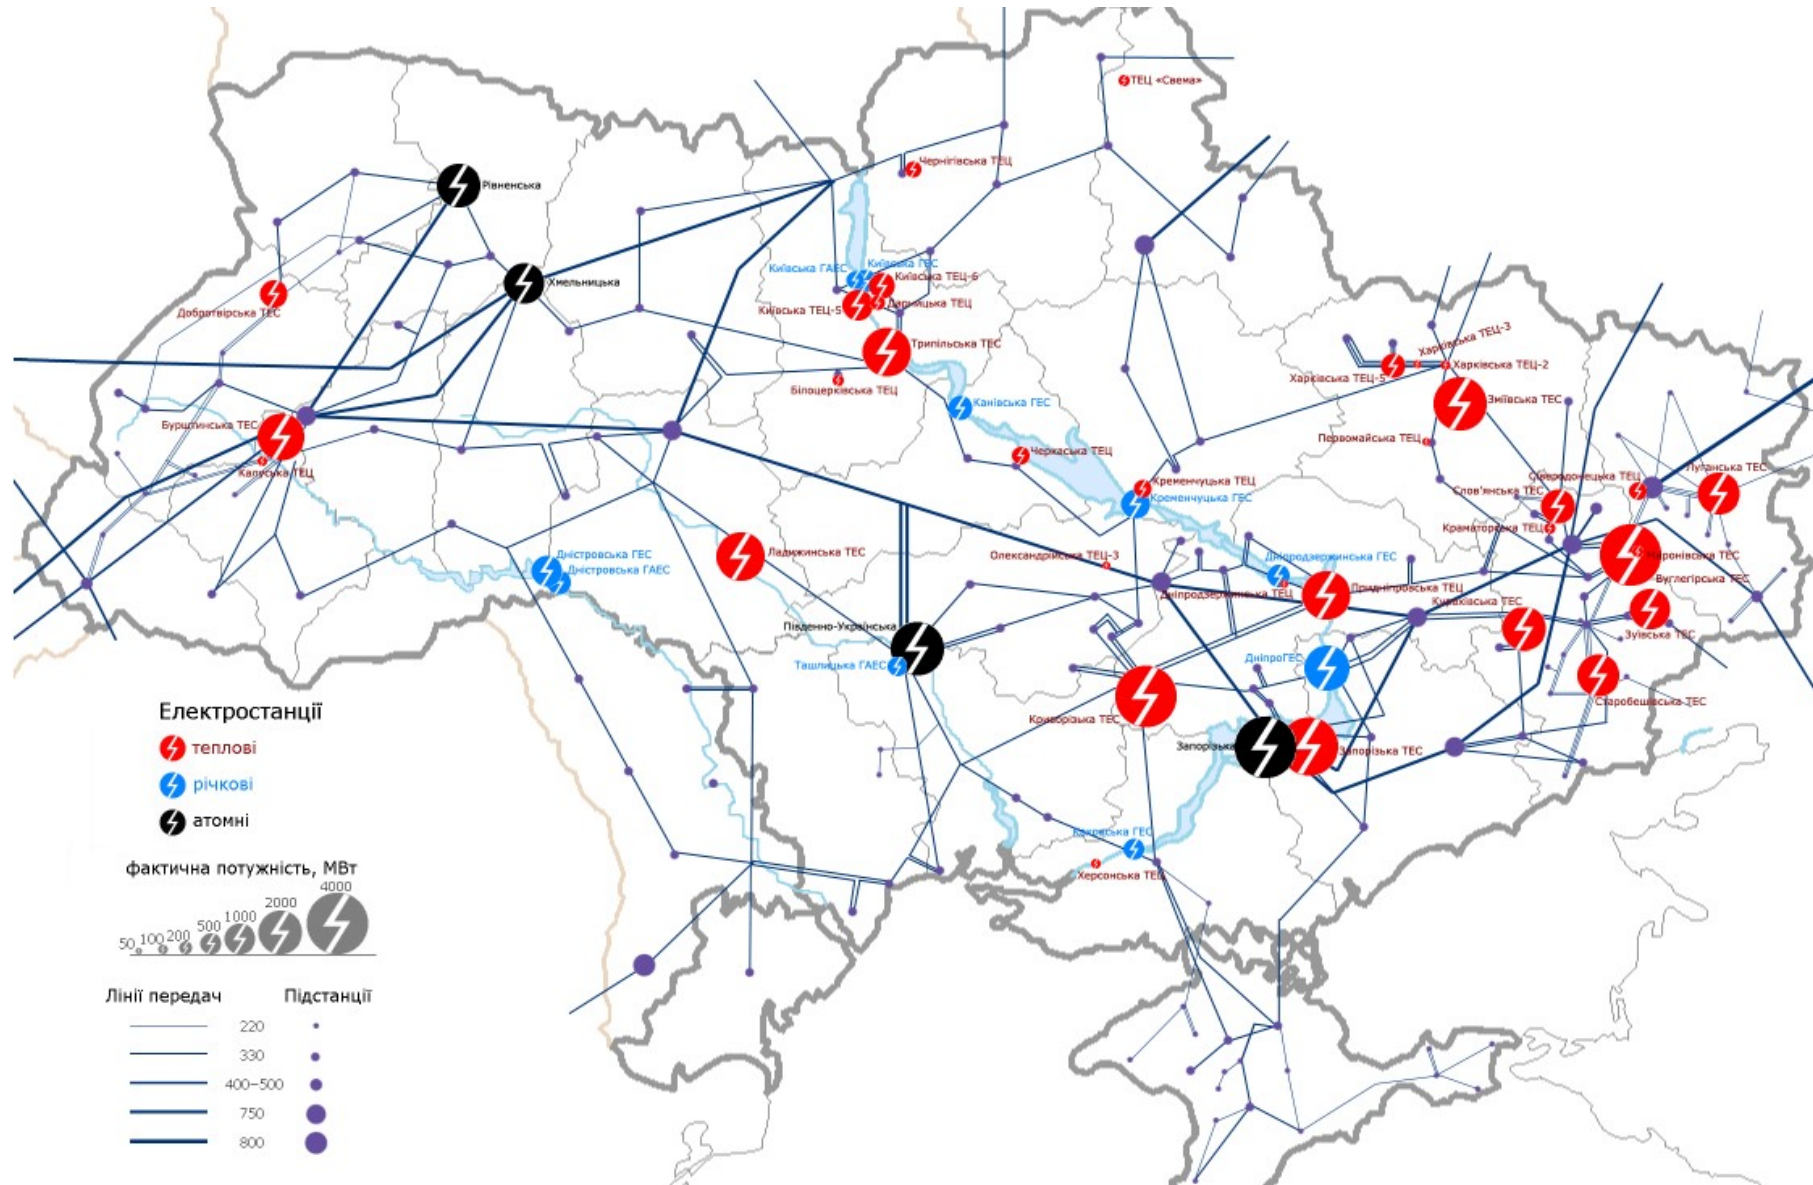 ТЕЦ «Свема»
Чернігівська ТЕЦ
Рівненська
Київська ГАЕС
Київська ГЕС
Київська ТЕЦ-6
Хмельницька
Дарницька ТЕЦ
Добротвірська ТЕС
Київська ТЕЦ-5
Трипільська ТЕС
Харківська ТЕЦ-3
Харківська ТЕЦ-2
Харківська ТЕЦ-5
Білоцерківська ТЕЦ
Канівська ГЕС
Зміївська ТЕС
Бурштинська ТЕС
Первомайська ТЕЦ
Черкаська ТЕЦ
Калуська ТЕЦ
Луганська ТЕС
Сєвєродонецька ТЕЦ
Кременчуцька ТЕЦ
Слов'янська ТЕС
Кременчуцька ГЕС
Краматорська ТЕЦ
Дністровська ГЕС
Ладижинська ТЕС
Олександрійська ТЕЦ-3
Дніпродзержинська ГЕС
Миронівська ТЕС
Дністровська ГАЕС
Вуглегірська ТЕС
Придніпровська ТЕЦ
Дніпродзержинська ТЕЦ
Курахівська ТЕС
Південно-Українська
Зуївська ТЕС
Ташлицька ГАЕС
ДніпроГЕС
Старобешівська ТЕС
Криворізька ТЕС
Запорізька
Запорізька ТЕС
Каховська ГЕС
Херсонська ТЕЦ
Електростанції
теплові
річкові
атомні
фактична потужність, МВт
50 100 200 500 1000 2000 4000
Лінії передач Підстанції
220
330
400–500
750
800